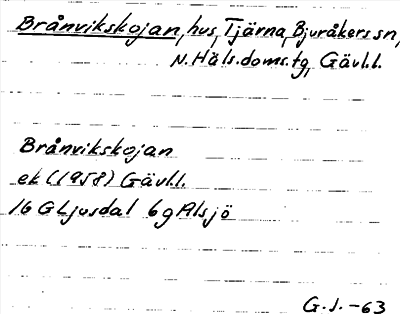 Brånvikskojan, hus, Tjärna, Bjuråkers sn,
N. Häls. doms. tg, Gävl.l.
Brånvikskojan
ek (1958) Gävl.l.
16 G Ljusdal 6 g Alsjö
G.J. -63